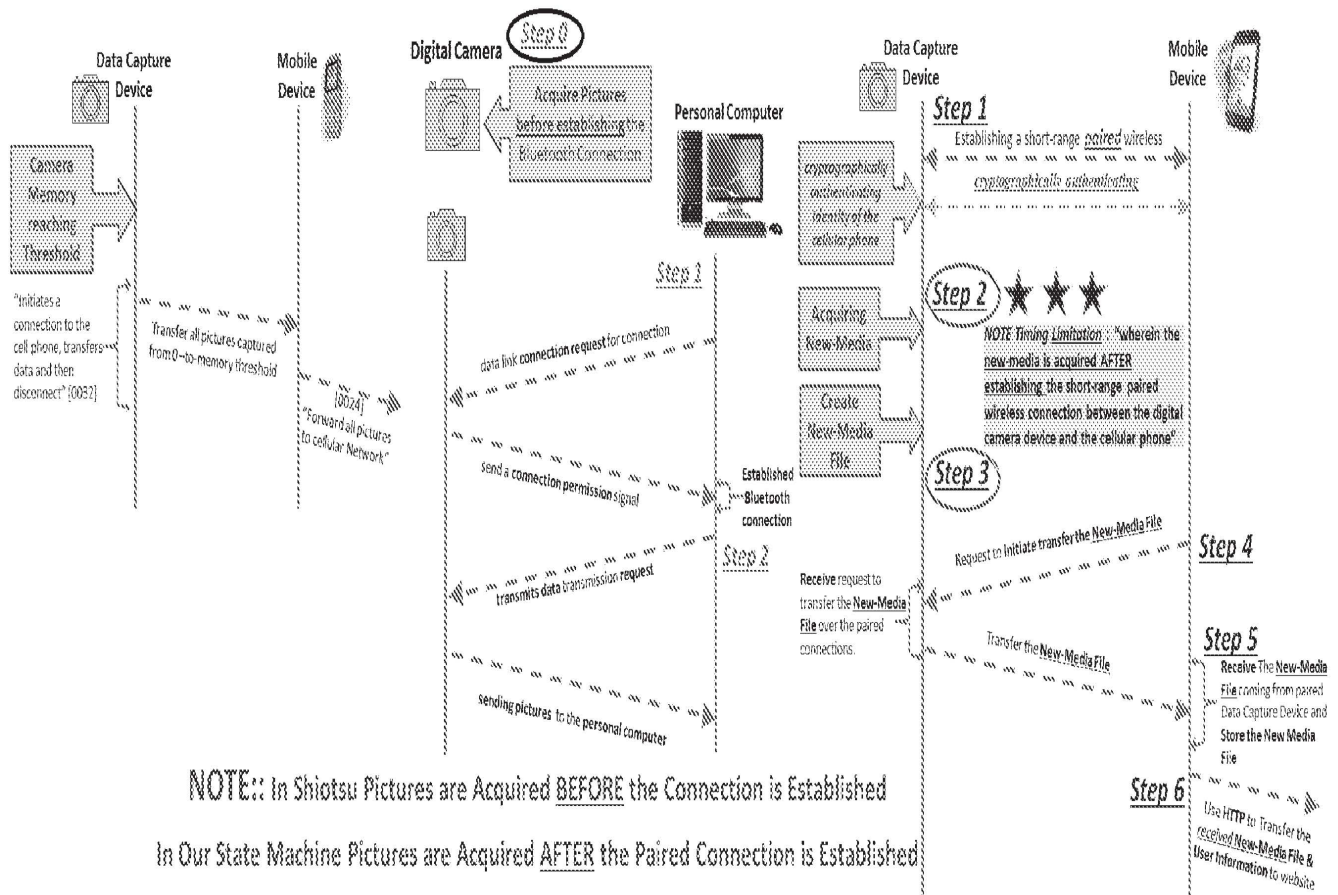 Data Capture
Device
Mobile
Device
Camera
Memory
reaching
Threshold
"Initiates a
connection to the
cell phone, transfers
data and then
disconnect" [0032]
Transfer all pictures captured
from 0–to-memory threshold
[0024]
"Forward all pictures
to cellular Network"
Digital Camera
Step 0
Acquire Pictures
before establishing the
Bluetooth Connection
Personal Computer
Step 1
data link connection request for connection
send a connection permission signal
Established
Bluetooth
connection
Step 2
transmits data transmission request
sending pictures to the personal computer
Data Capture
Device
Mobile
Device
Step 1
Establishing a short-range paired wireless
cryptographically authenticating
cryptographically
authenticating
identity of the
cellular phone
Step 2
Acquiring
New-Media
NOTE Timing Limitation : "wherein the
new-media is acquired AFTER
establishing the short-range paired
wireless connection between the digital
camera device and the cellular phone"
Create
New-Media
File
Step 3
Request to initiate transfer the New-Media File
Step 4
Receive request to
transfer the New-Media
File over the paired
connections.
Transfer the New-Media File
Step 5
Receive The New-Media
File coming from paired
Data Capture Device and
Store the New Media
File
Step 6
Use HTTP to Transfer the
received New-Media File &
User Information to website
NOTE:: In Shiotsu Pictures are Acquired BEFORE the Connection is Established
In Our State Machine Pictures are Acquired AFTER the Paired Connection is Established